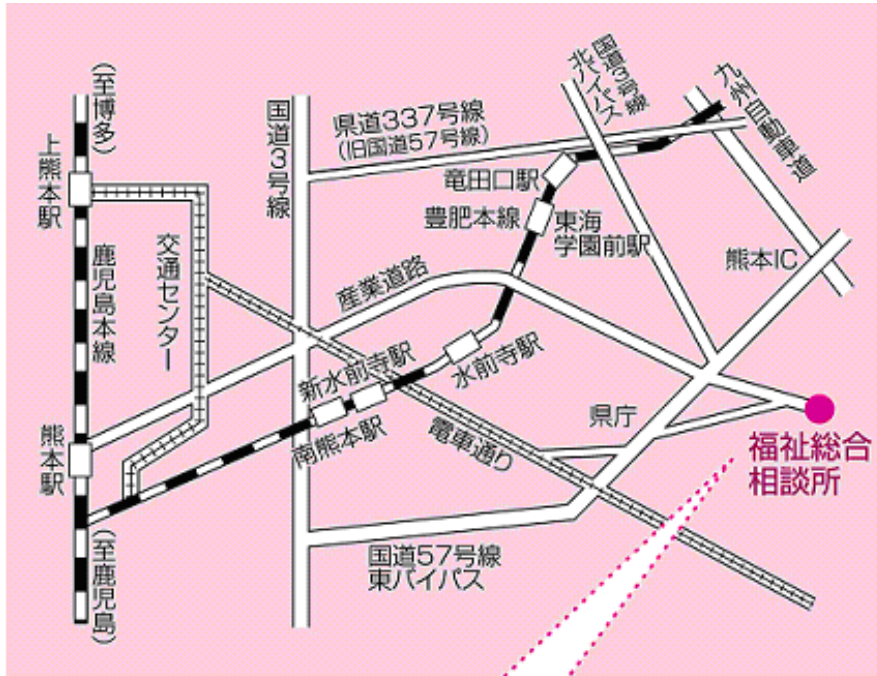 (至博多)
上熊本駅
鹿児島本線
熊本駅
(至鹿児島)
交通センター
国道3号線
県道337号線
(旧国道57号線)
国道3号線
北バイパス
九州自動車道
竜田口駅
豊肥本線
東海
学園前駅
熊本IC
産業道路
新水前寺駅
水前寺駅
南熊本駅
電車通り
県庁
福祉総合
相談所
国道57号線
東バイパス